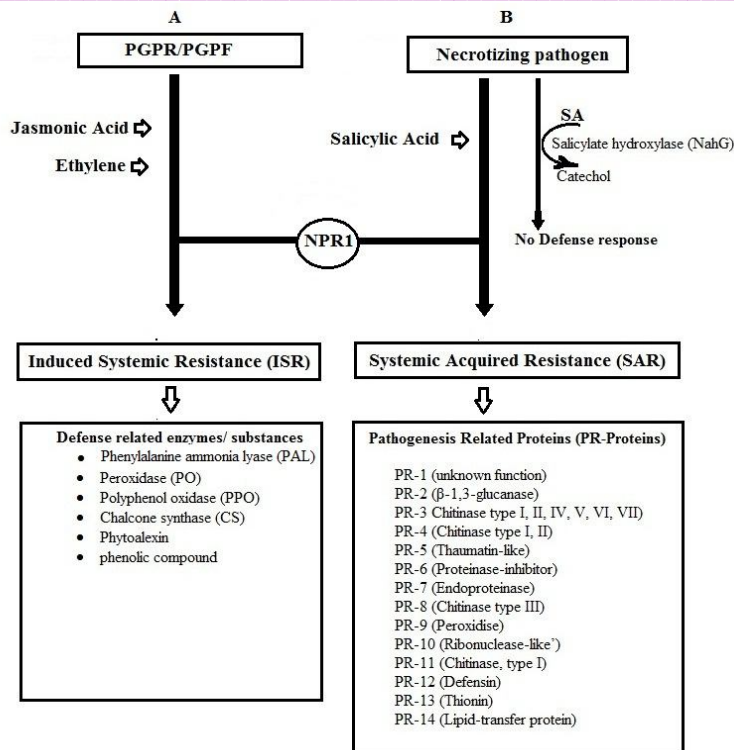 A
PGPR/PGPF
Jasmonic Acid
Ethylene
B
Necrotizing pathogen
Salicylic Acid
SA
Salicylate hydroxylase (NahG)
Catechol
No Defense response
NPR1
Induced Systemic Resistance (ISR)
Defense related enzymes/ substances
• Phenylalanine ammonia lyase (PAL)
• Peroxidase (PO)
• Polyphenol oxidase (PPO)
• Chalcone synthase (CS)
• Phytoalexin
• phenolic compound
Systemic Acquired Resistance (SAR)
Pathogenesis Related Proteins (PR-Proteins)
PR-1 (unknown function)
PR-2 (β-1,3-glucanase)
PR-3 Chitinase type I, II, IV, V, VI, VII)
PR-4 (Chitinase type I, II)
PR-5 (Thaumatin-like)
PR-6 (Proteinase-inhibitor)
PR-7 (Endoproteinase)
PR-8 (Chitinase type III)
PR-9 (Peroxidise)
PR-10 (Ribonuclease-like’)
PR-11 (Chitinase, type I)
PR-12 (Defensin)
PR-13 (Thionin)
PR-14 (Lipid-transfer protein)